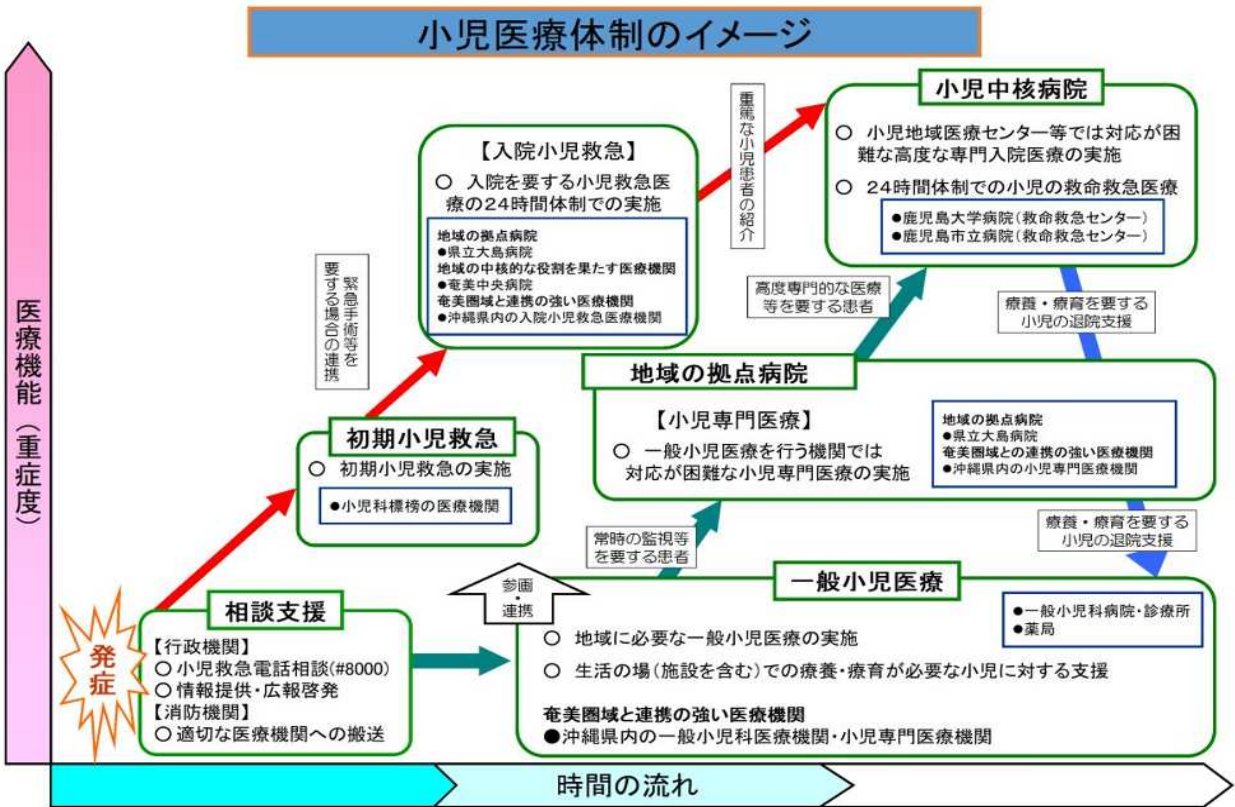 小児医療体制のイメージ
医療機能（重症度）
小児中核病院
○ 小児地域医療センター等では対応が困
難な高度な専門入院医療の実施
○ 24時間体制での小児の救命救急医療
●鹿児島大学病院(救命救急センター)
●鹿児島市立病院(救命救急センター)
重篤な小児患者の紹介
【入院小児救急】
○ 入院を要する小児救急医
療の24時間体制での実施
地域の拠点病院
●県立大島病院
地域の中核的な役割を果たす医療機関
●奄美中央病院
奄美圏域と連携の強い医療機関
●沖縄県内の入院小児救急医療機関
緊急手術等を
要する場合の連携
高度専門的な医療
等を要する患者
療養・療育を要する
小児の退院支援
地域の拠点病院
【小児専門医療】
○ 一般小児医療を行う機関では
対応が困難な小児専門医療の実施
地域の拠点病院
●県立大島病院
奄美圏域との連携の強い医療機関
●沖縄県内の小児専門医療機関
初期小児救急
○ 初期小児救急の実施
●小児科標榜の医療機関
常時の監視等
を要する患者
療養・療育を要する
小児の退院支援
参画
・
連携
一般小児医療
●一般小児科病院・診療所
●薬局
○ 地域に必要な一般小児医療の実施
○ 生活の場(施設を含む)での療養・療育が必要な小児に対する支援
奄美圏域と連携の強い医療機関
●沖縄県内の一般小児科医療機関・小児専門医療機関
発症
相談支援
【行政機関】
○小児救急電話相談(#8000)
○情報提供・広報啓発
【消防機関】
○適切な医療機関への搬送
時間の流れ